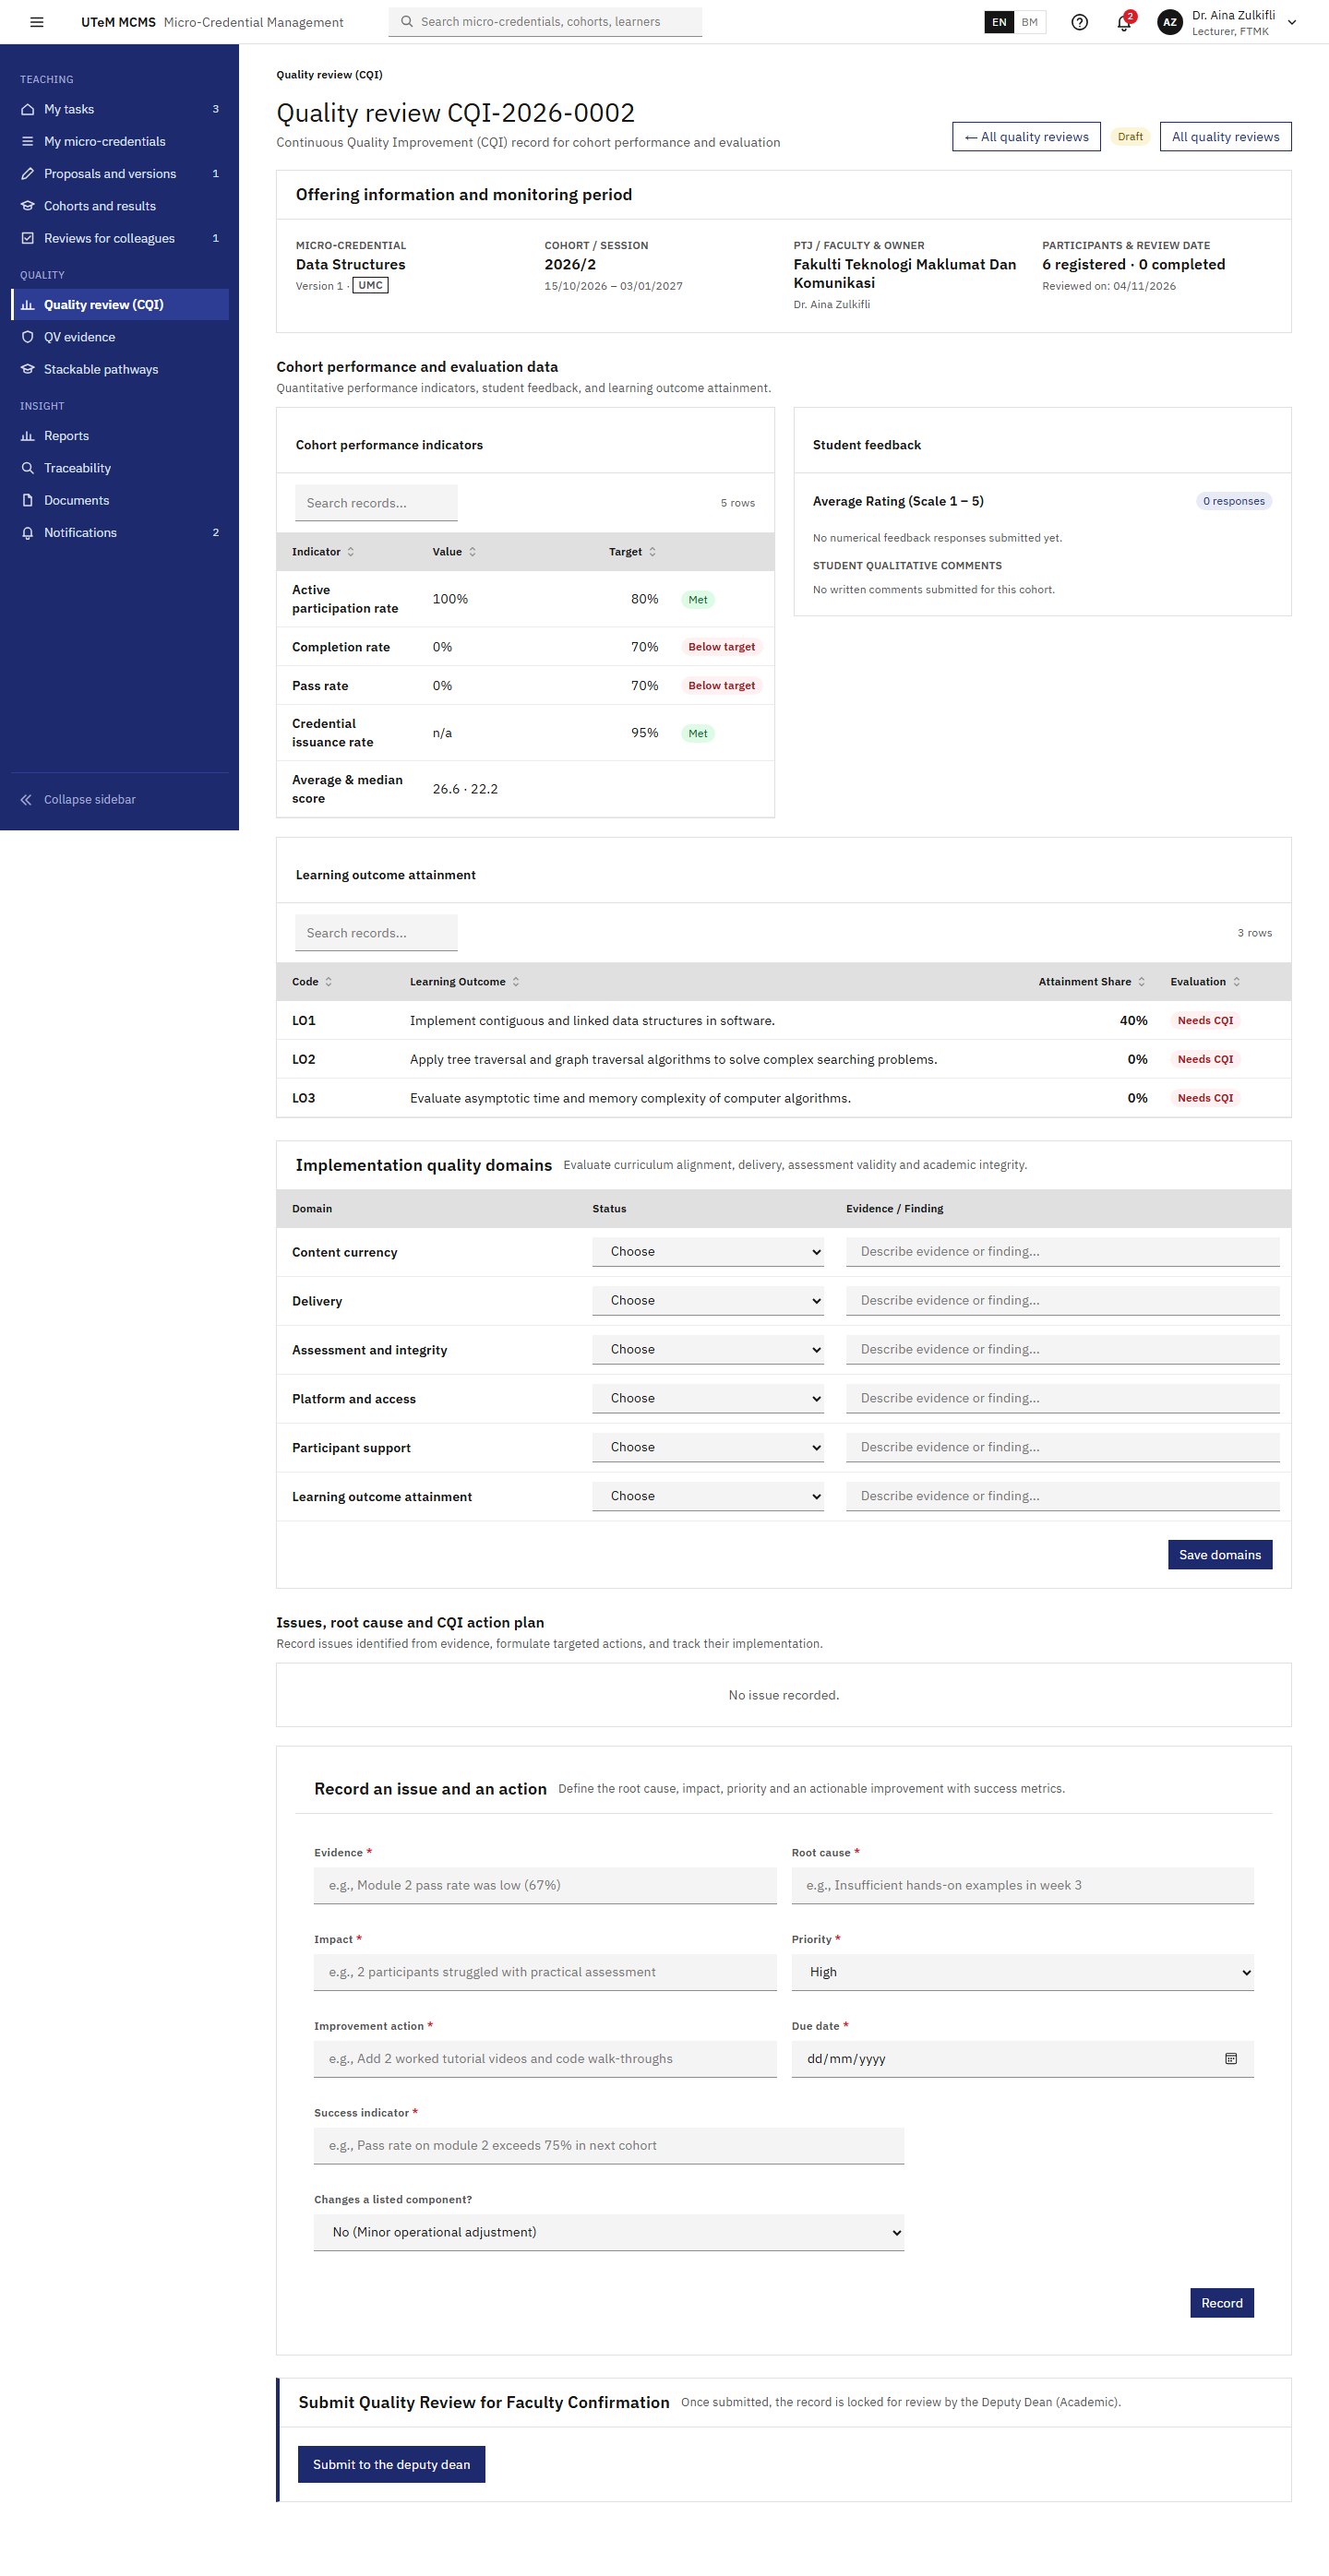 UTeM MCMS Micro-Credential Management
Search micro-credentials, cohorts, learners
EN BM
2
AZ
Dr. Aina Zulkifli
Lecturer, FTMK
TEACHING
My tasks 3
My micro-credentials
Proposals and versions 1
Cohorts and results
Reviews for colleagues 1
QUALITY
Quality review (CQI)
QV evidence
Stackable pathways
INSIGHT
Reports
Traceability
Documents
Notifications 2
Collapse sidebar
Quality review (CQI)
Quality review CQI-2026-0002
Continuous Quality Improvement (CQI) record for cohort performance and evaluation
← All quality reviews
Draft
All quality reviews
Offering information and monitoring period
MICRO-CREDENTIAL
Data Structures
Version 1 · UMC
COHORT / SESSION
2026/2
15/10/2026 – 03/01/2027
PTJ / FACULTY & OWNER
Fakulti Teknologi Maklumat Dan
Komunikasi
Dr. Aina Zulkifli
PARTICIPANTS & REVIEW DATE
6 registered · 0 completed
Reviewed on: 04/11/2026
Cohort performance and evaluation data
Quantitative performance indicators, student feedback, and learning outcome attainment.
Cohort performance indicators
Search records...
5 rows
Indicator Value Target
Active
participation rate 100% 80% Met
Completion rate 0% 70% Below target
Pass rate 0% 70% Below target
Credential
issuance rate n/a 95% Met
Average & median
score 26.6 · 22.2
Student feedback
Average Rating (Scale 1 – 5) 0 responses
No numerical feedback responses submitted yet.
STUDENT QUALITATIVE COMMENTS
No written comments submitted for this cohort.
Learning outcome attainment
Search records...
3 rows
Code Learning Outcome Attainment Share Evaluation
LO1 Implement contiguous and linked data structures in software. 40% Needs CQI
LO2 Apply tree traversal and graph traversal algorithms to solve complex searching problems. 0% Needs CQI
LO3 Evaluate asymptotic time and memory complexity of computer algorithms. 0% Needs CQI
Implementation quality domains Evaluate curriculum alignment, delivery, assessment validity and academic integrity.
Domain Status Evidence / Finding
Content currency Choose Describe evidence or finding...
Delivery Choose Describe evidence or finding...
Assessment and integrity Choose Describe evidence or finding...
Platform and access Choose Describe evidence or finding...
Participant support Choose Describe evidence or finding...
Learning outcome attainment Choose Describe evidence or finding...
Save domains
Issues, root cause and CQI action plan
Record issues identified from evidence, formulate targeted actions, and track their implementation.
No issue recorded.
Record an issue and an action Define the root cause, impact, priority and an actionable improvement with success metrics.
Evidence * Root cause *
e.g., Module 2 pass rate was low (67%) e.g., Insufficient hands-on examples in week 3
Impact * Priority *
e.g., 2 participants struggled with practical assessment High
Improvement action * Due date *
e.g., Add 2 worked tutorial videos and code walk-throughs dd/mm/yyyy
Success indicator *
e.g., Pass rate on module 2 exceeds 75% in next cohort
Changes a listed component?
No (Minor operational adjustment)
Record
Submit Quality Review for Faculty Confirmation Once submitted, the record is locked for review by the Deputy Dean (Academic).
Submit to the deputy dean